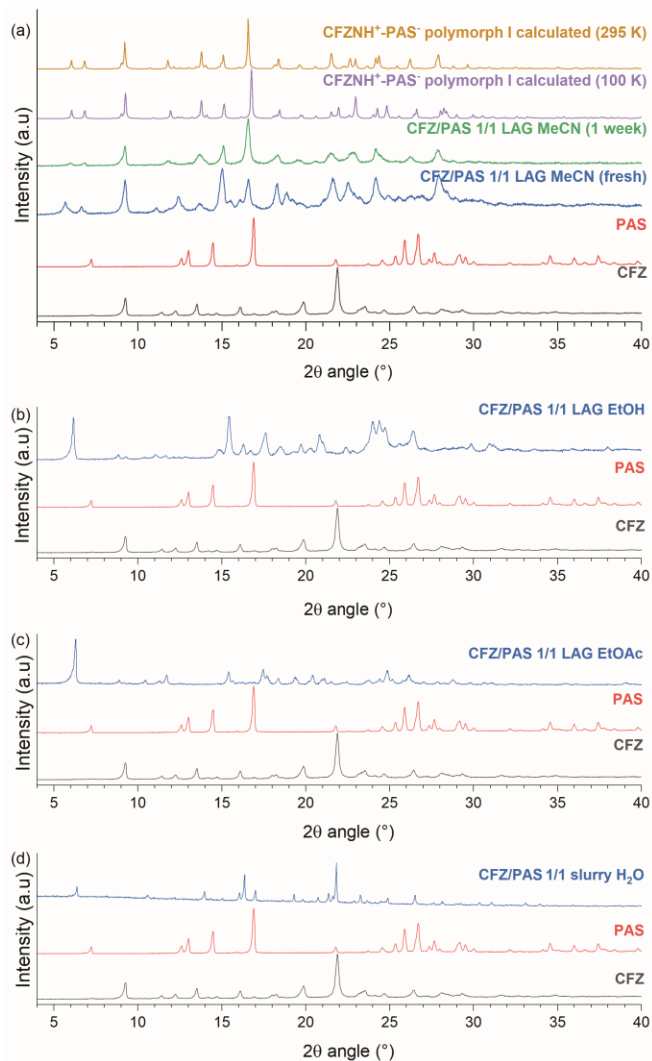 (a)
CFZNH⁺-PAS⁻ polymorph I calculated (295 K)
CFZNH⁺-PAS⁻ polymorph I calculated (100 K)
CFZ/PAS 1/1 LAG MeCN (1 week)
CFZ/PAS 1/1 LAG MeCN (fresh)
PAS
CFZ
Intensity (a.u)
5 10 15 20 25 30 35 40
2θ angle (°)
(b)
CFZ/PAS 1/1 LAG EtOH
PAS
CFZ
Intensity (a.u)
5 10 15 20 25 30 35 40
2θ angle (°)
(c)
CFZ/PAS 1/1 LAG EtOAc
PAS
CFZ
Intensity (a.u)
5 10 15 20 25 30 35 40
2θ angle (°)
(d)
CFZ/PAS 1/1 slurry H₂O
PAS
CFZ
Intensity (a.u)
5 10 15 20 25 30 35 40
2θ angle (°)